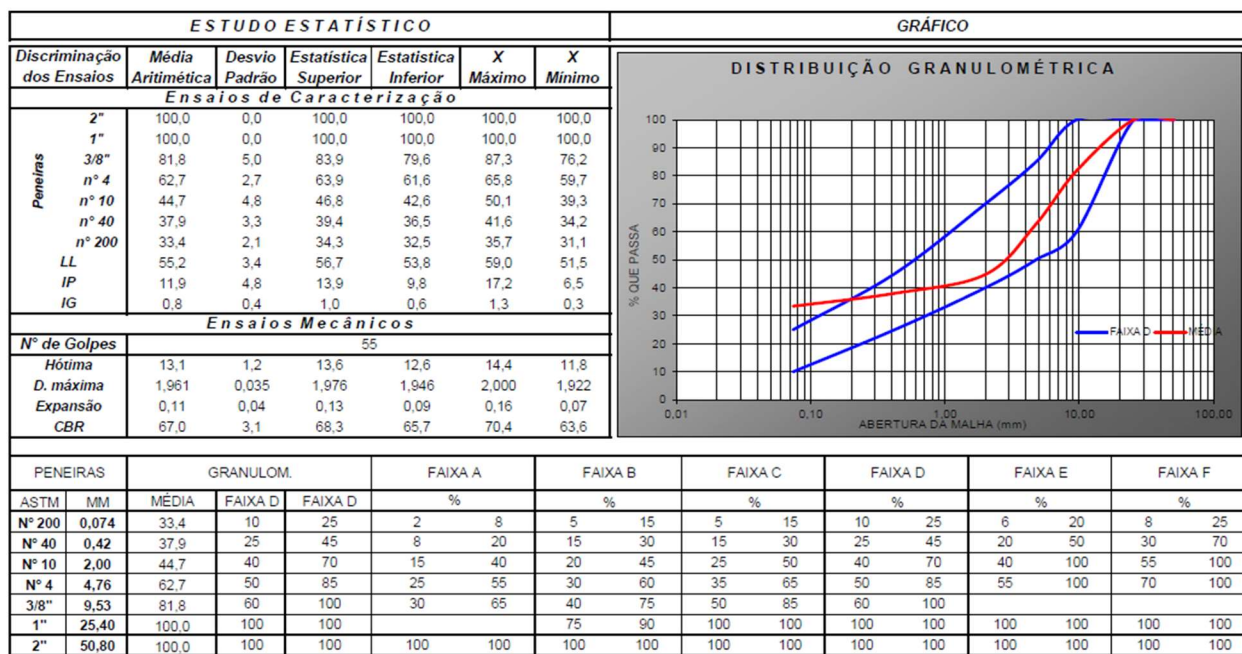 ESTUDO ESTATÍSTICO
GRÁFICO
Discriminação dos Ensaios Média Aritimética Desvio Padrão Estatística Superior Estatistica Inferior X Máximo X Mínimo
Ensaios de Caracterização
Peneiras
2" 100,0 0,0 100,0 100,0 100,0 100,0
1" 100,0 0,0 100,0 100,0 100,0 100,0
3/8" 81,8 5,0 83,9 79,6 87,3 76,2
n° 4 62,7 2,7 63,9 61,6 65,8 59,7
n° 10 44,7 4,8 46,8 42,6 50,1 39,3
n° 40 37,9 3,3 39,4 36,5 41,6 34,2
n° 200 33,4 2,1 34,3 32,5 35,7 31,1
LL 55,2 3,4 56,7 53,8 59,0 51,5
IP 11,9 4,8 13,9 9,8 17,2 6,5
IG 0,8 0,4 1,0 0,6 1,3 0,3
Ensaios Mecânicos
N° de Golpes 55
Hótima 13,1 1,2 13,6 12,6 14,4 11,8
D. máxima 1,961 0,035 1,976 1,946 2,000 1,922
Expansão 0,11 0,04 0,13 0,09 0,16 0,07
CBR 67,0 3,1 68,3 65,7 70,4 63,6
DISTRIBUIÇÃO GRANULOMÉTRICA
% QUE PASSA
100
90
80
70
60
50
40
30
20
10
0
FAIXA D MÉDIA
0,01 0,10 1,00 10,00 100,00
ABERTURA DA MALHA (mm)
PENEIRAS GRANULOM. FAIXA A FAIXA B FAIXA C FAIXA D FAIXA E FAIXA F
ASTM MM MÉDIA FAIXA D FAIXA D % % % % % %
N° 200 0,074 33,4 10 25 2 8 5 15 5 15 10 25 6 20 8 25
N° 40 0,42 37,9 25 45 8 20 15 30 15 30 25 45 20 50 30 70
N° 10 2,00 44,7 40 70 15 40 20 45 25 50 40 70 40 100 55 100
N° 4 4,76 62,7 50 85 25 55 30 60 35 65 50 85 55 100 70 100
3/8" 9,53 81,8 60 100 30 65 40 75 50 85 60 100
1" 25,40 100,0 100 100 75 90 100 100 100 100 100 100 100 100
2" 50,80 100,0 100 100 100 100 100 100 100 100 100 100 100 100 100 100